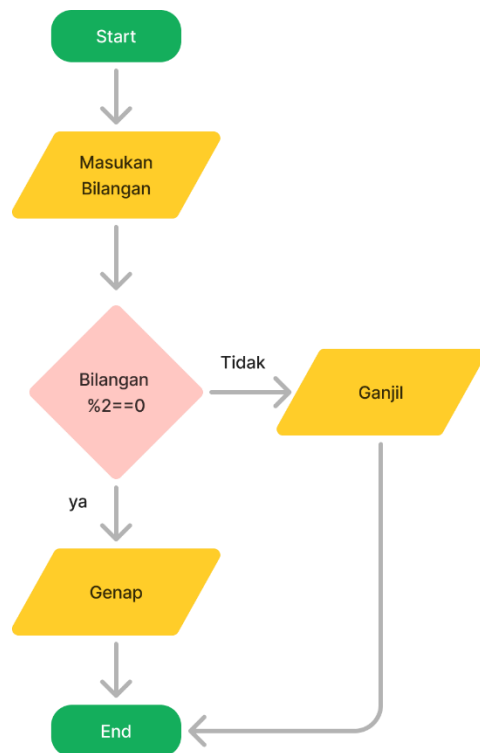 Start
Masukan
Bilangan
Bilangan
%2==0
Tidak
Ganjil
ya
Genap
End